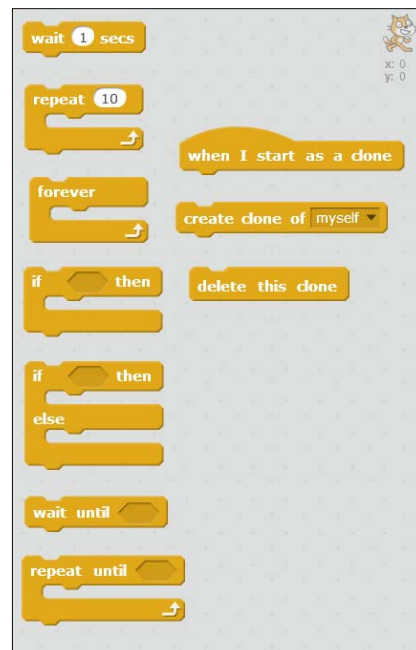 wait 1 secs
x: 0
y: 0
repeat 10
when I start as a clone
forever
create clone of myself
if then
delete this clone
if then
else
wait until
repeat until